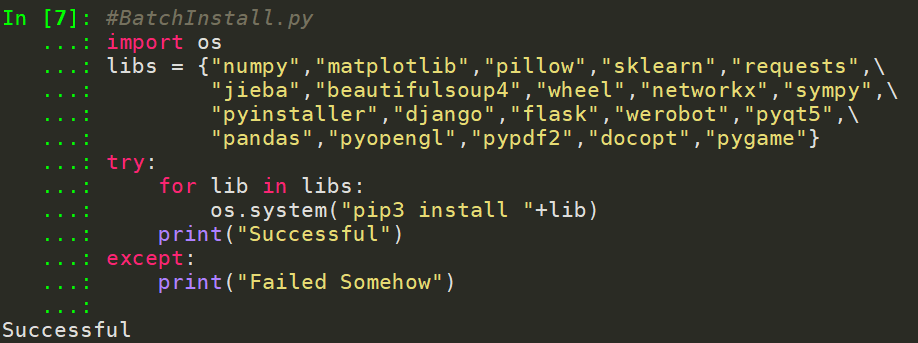 In [7]: #BatchInstall.py
   ...: import os
   ...: libs = {"numpy","matplotlib","pillow","sklearn","requests",\
   ...:         "jieba","beautifulsoup4","wheel","networkx","sympy",\
   ...:         "pyinstaller","django","flask","werobot","pyqt5",\
   ...:         "pandas","pyopengl","pypdf2","docopt","pygame"}
   ...: try:
   ...:     for lib in libs:
   ...:         os.system("pip3 install "+lib)
   ...:     print("Successful")
   ...: except:
   ...:     print("Failed Somehow")
   ...:
Successful